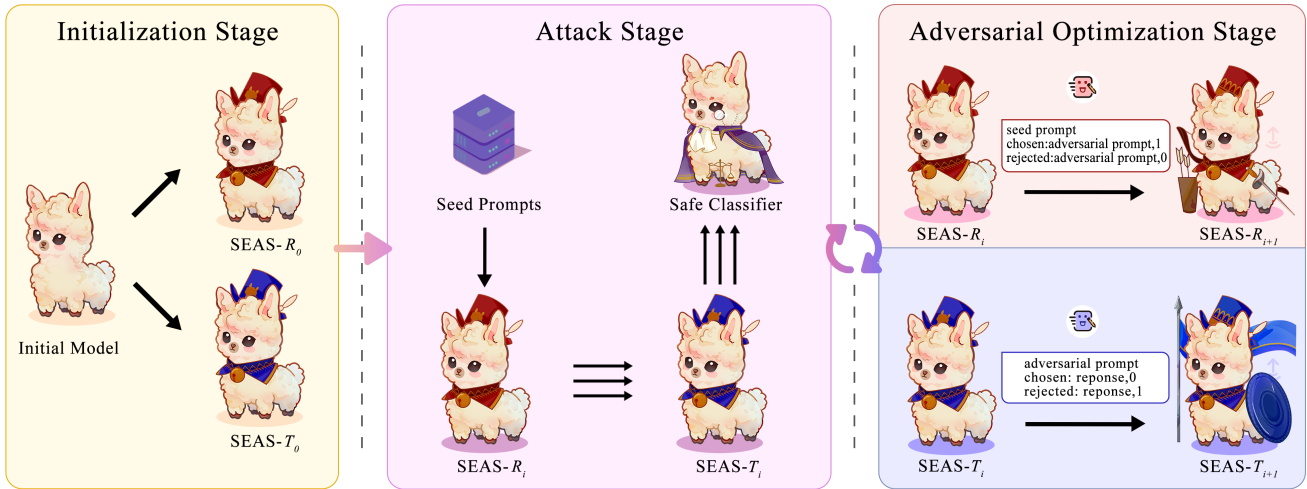 Initialization Stage
SEAS-R0
Initial Model
SEAS-T0
Attack Stage
Seed Prompts
Safe Classifier
SEAS-Ri
SEAS-Ti
Adversarial Optimization Stage
seed prompt
chosen:adversarial prompt,1
rejected:adversarial prompt,0
SEAS-Ri
SEAS-Ri+1
adversarial prompt
chosen: reponse,0
rejected: reponse,1
SEAS-Ti
SEAS-Ti+1